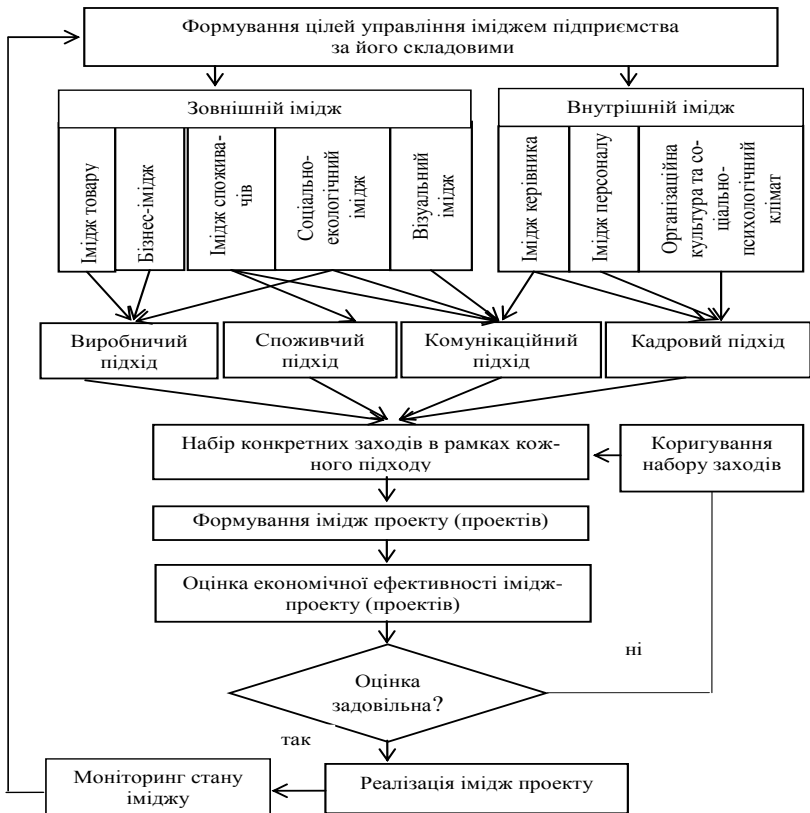 Формування цілей управління іміджем підприємства
за його складовими
Зовнішній імідж
Внутрішній імідж
Імідж товару
Бізнес-імідж
Імідж спожива-
чів
Соціально-
екологічний
імідж
Візуальний
імідж
Імідж керівника
Імідж персоналу
Організаційна
культура та со-
ціально-
психологічний
клімат
Виробничий
підхід
Споживчий
підхід
Комунікаційний
підхід
Кадровий підхід
Набір конкретних заходів в рамках кож-
ного підходу
Коригування
набору заходів
Формування імідж проекту (проектів)
Оцінка економічної ефективності імідж-
проекту (проектів)
ні
Оцінка
задовільна?
так
Моніторинг стану
іміджу
Реалізація імідж проекту